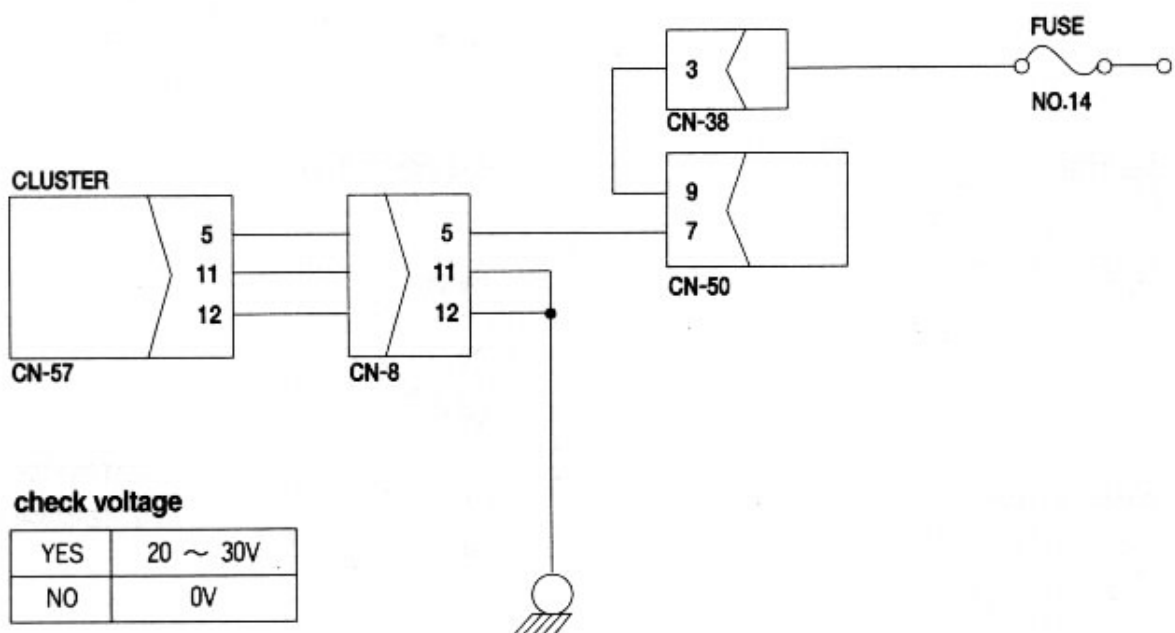 FUSE
3
NO.14
CN-38
CLUSTER
9
5
5
7
11
11
CN-50
12
12
CN-57
CN-8
check voltage
YES 20 ~ 30V
NO 0V